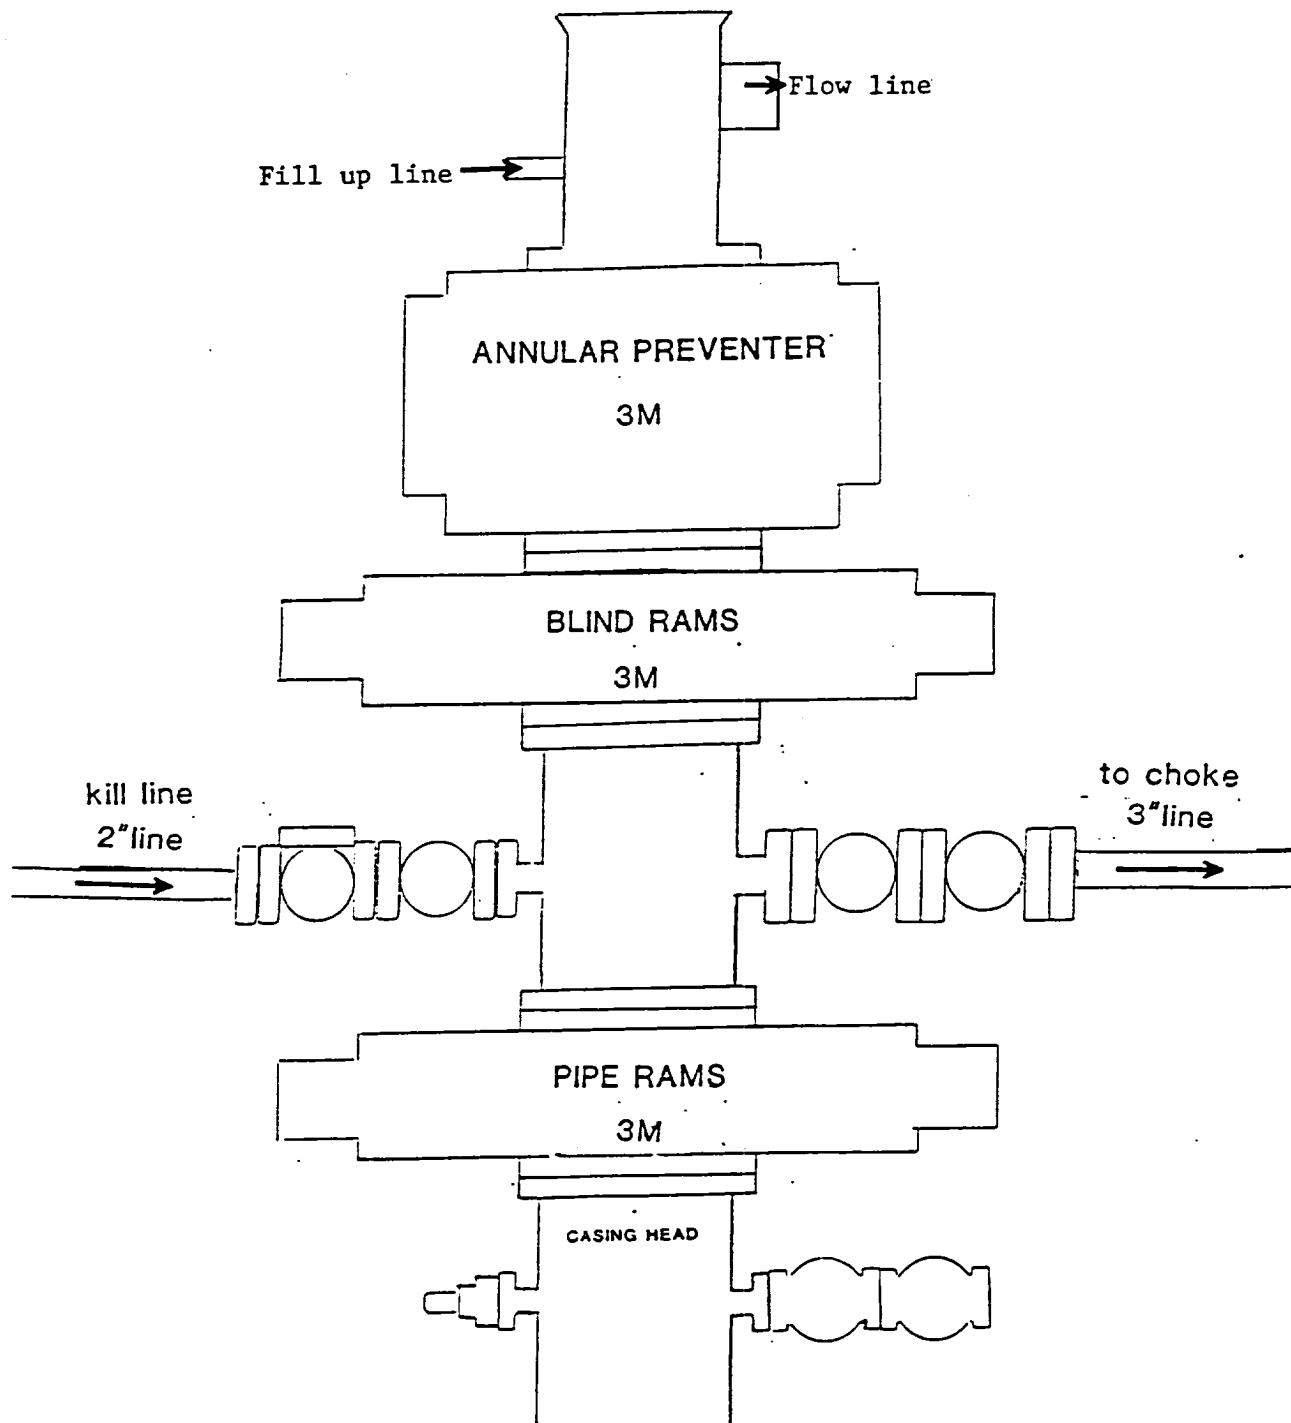 Flow line
Fill up line
ANNULAR PREVENTER
3M
BLIND RAMS
3M
kill line
2"line
to choke
3"line
PIPE RAMS
3M
CASING HEAD